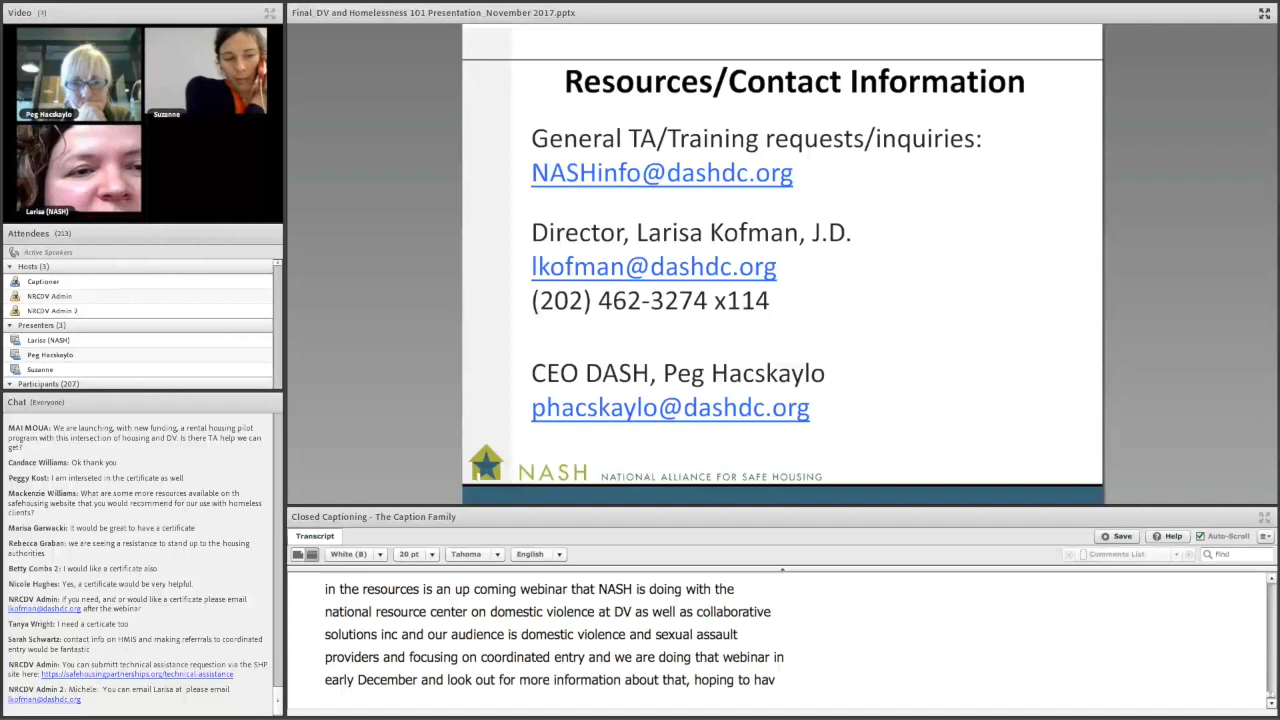 Video (3)
Peg Hacskaylo
Suzanne
Larisa (NASH)
Attendees (213)
Active Speakers
Hosts (3)
Captioner
NRCDV Admin
NRCDV Admin 2
Presenters (3)
Larisa (NASH)
Peg Hacskaylo
Suzanne
Participants (207)
Chat (Everyone)
MAI MOUA: We are launching, with new funding, a rental housing pilot
program with this intersection of housing and DV. Is there TA help we can
get?
Candace Williams: Ok thank you
Peggy Kost: I am interseted in the certificate as well
Mackenzie Williams: What are some more resources available on th
safehousing website that you would recommend for our use with homeless
clients?
Marisa Garwacki: It would be great to have a certificate
Rebecca Graban: we are seeing a resistance to stand up to the housing
authorities
Betty Combs 2: I would like a certificate also
Nicole Hughes: Yes, a certificate would be very helpful.
NRCDV Admin: If you need, and or would like a certificate please email
lkofman@dashdc.org after the webinar
Tanya Wright: I need a certicate too
Sarah Schwartz: contact info on HMIS and making referrrals to coordinated
entry would be fantastic
NRCDV Admin: You can submitt technical assistance requestion via the SHP
site here: https://safehousingpartnerships.org/technical-assistance
NRCDV Admin 2: Michele: You can email Larisa at please email
lkofman@dashdc.org
Final_DV and Homelessness 101 Presentation_November 2017.pptx
Resources/Contact Information
General TA/Training requests/inquiries:
NASHinfo@dashdc.org
Director, Larisa Kofman, J.D.
lkofman@dashdc.org
(202) 462-3274 x114
CEO DASH, Peg Hacskaylo
phacskaylo@dashdc.org
NASH NATIONAL ALLIANCE FOR SAFE HOUSING
Closed Captioning - The Caption Family
Transcript
Save
Help
Auto-Scroll
White (B)
20 pt
Tahoma
English
Comments List
Find
in the resources is an up coming webinar that NASH is doing with the
national resource center on domestic violence at DV as well as collaborative
solutions inc and our audience is domestic violence and sexual assault
providers and focusing on coordinated entry and we are doing that webinar in
early December and look out for more information about that, hoping to hav